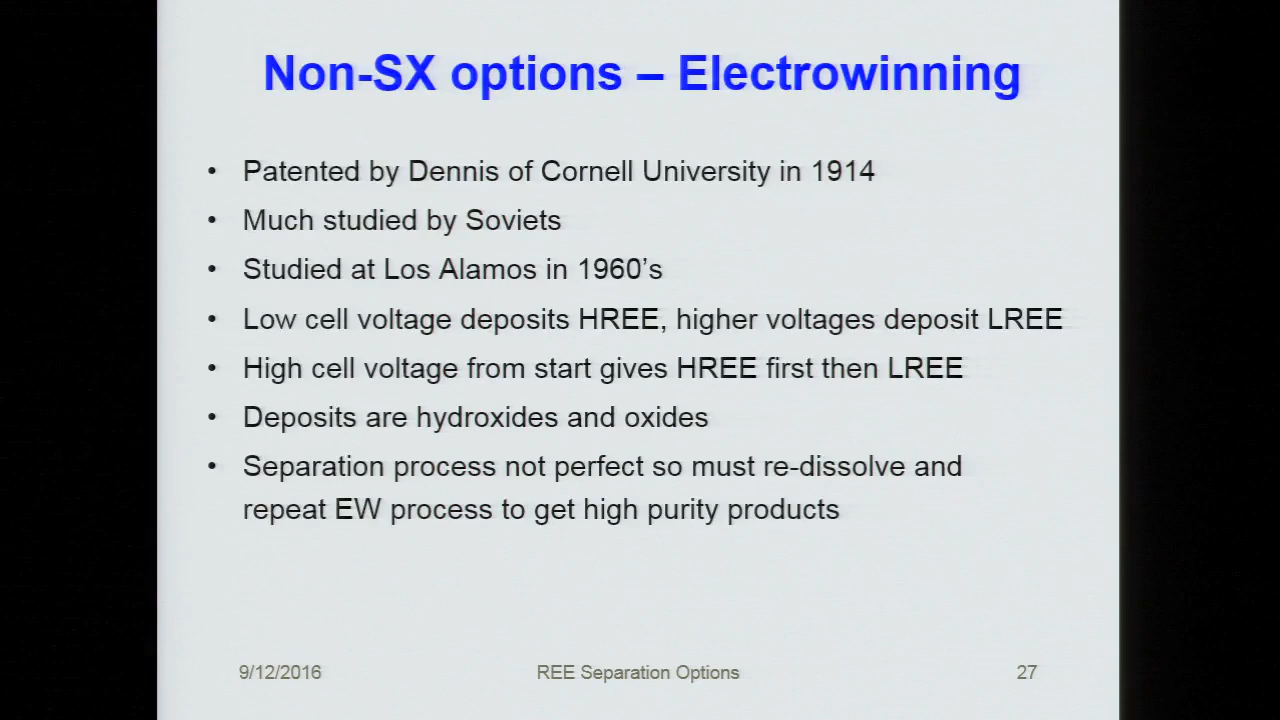 Non-SX options – Electrowinning
• Patented by Dennis of Cornell University in 1914
• Much studied by Soviets
• Studied at Los Alamos in 1960's
• Low cell voltage deposits HREE, higher voltages deposit LREE
• High cell voltage from start gives HREE first then LREE
• Deposits are hydroxides and oxides
• Separation process not perfect so must re-dissolve and
repeat EW process to get high purity products
9/12/2016 REE Separation Options 27